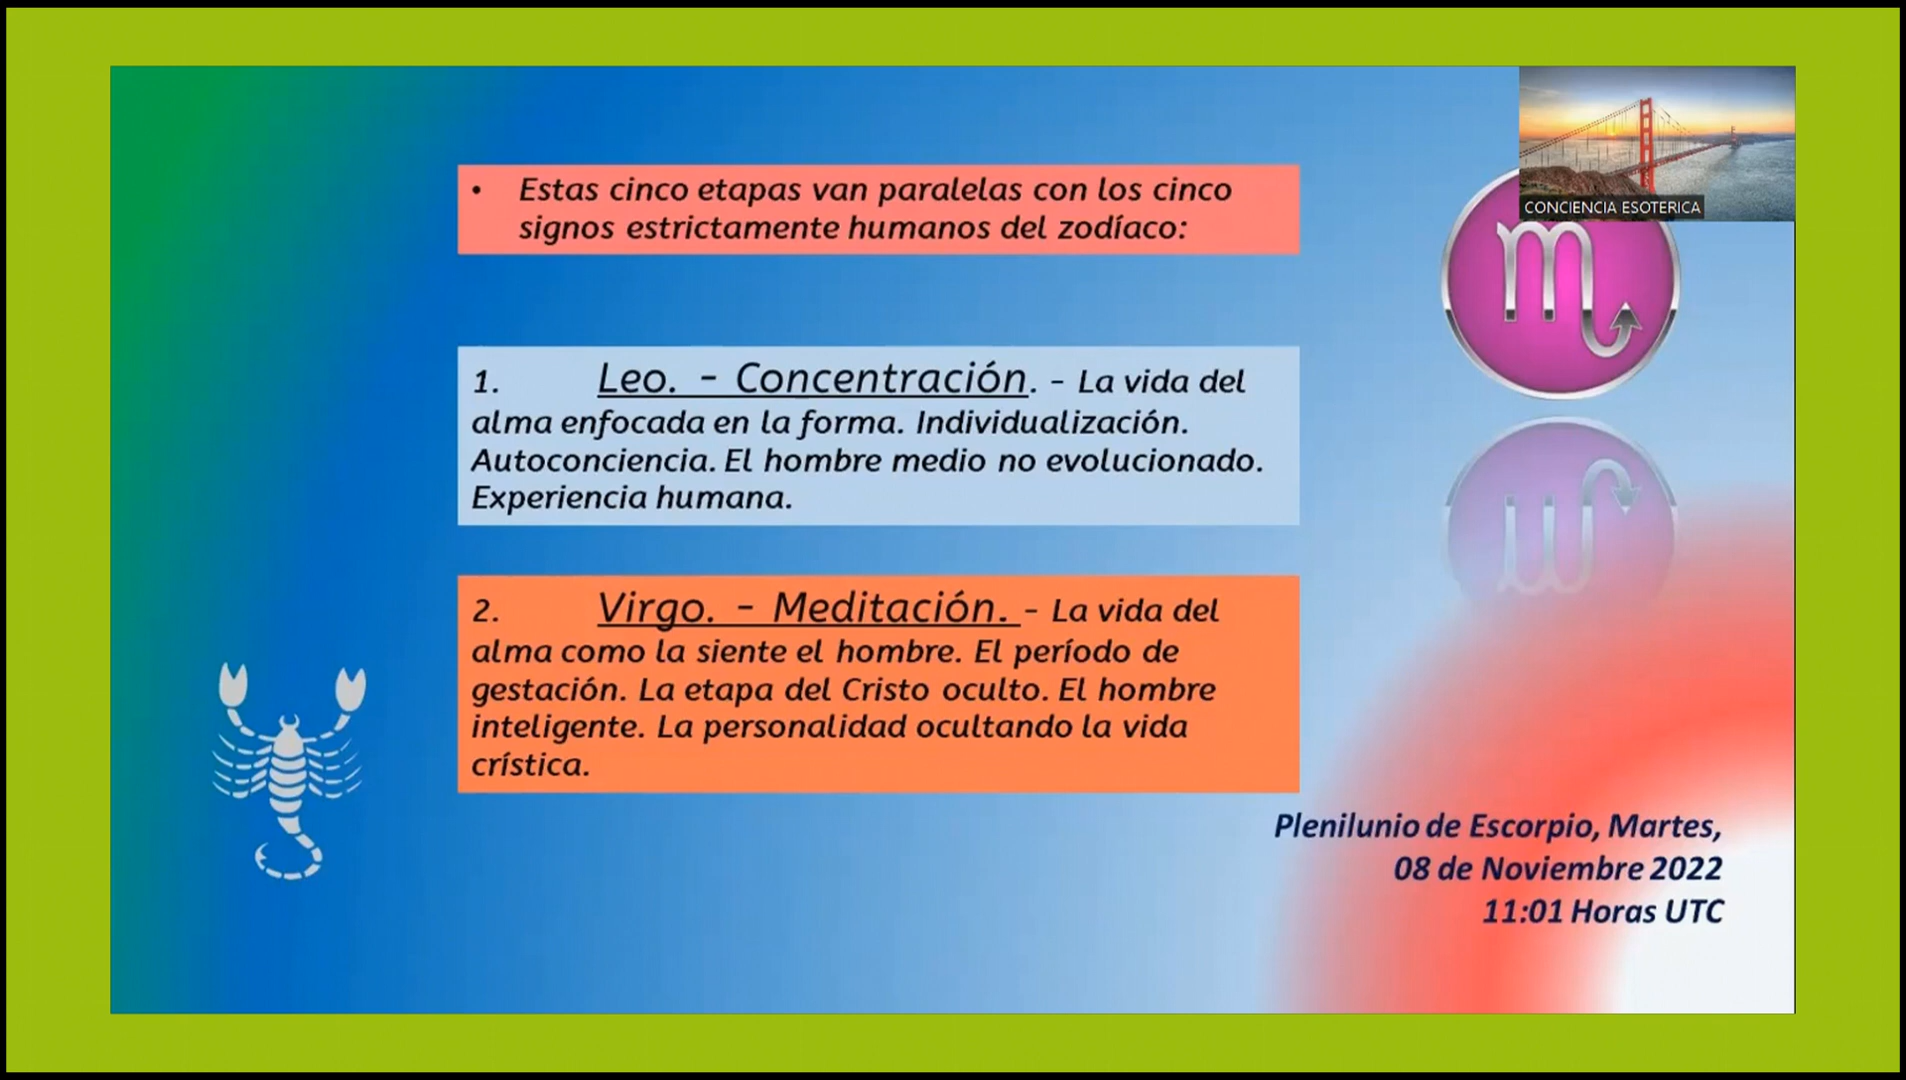 CONCIENCIA ESOTERICA
• Estas cinco etapas van paralelas con los cinco
signos estrictamente humanos del zodíaco:
1. Leo. - Concentración. - La vida del
alma enfocada en la forma. Individualización.
Autoconciencia. El hombre medio no evolucionado.
Experiencia humana.
2. Virgo. - Meditación. - La vida del
alma como la siente el hombre. El período de
gestación. La etapa del Cristo oculto. El hombre
inteligente. La personalidad ocultando la vida
crística.
Plenilunio de Escorpio, Martes,
08 de Noviembre 2022
11:01 Horas UTC